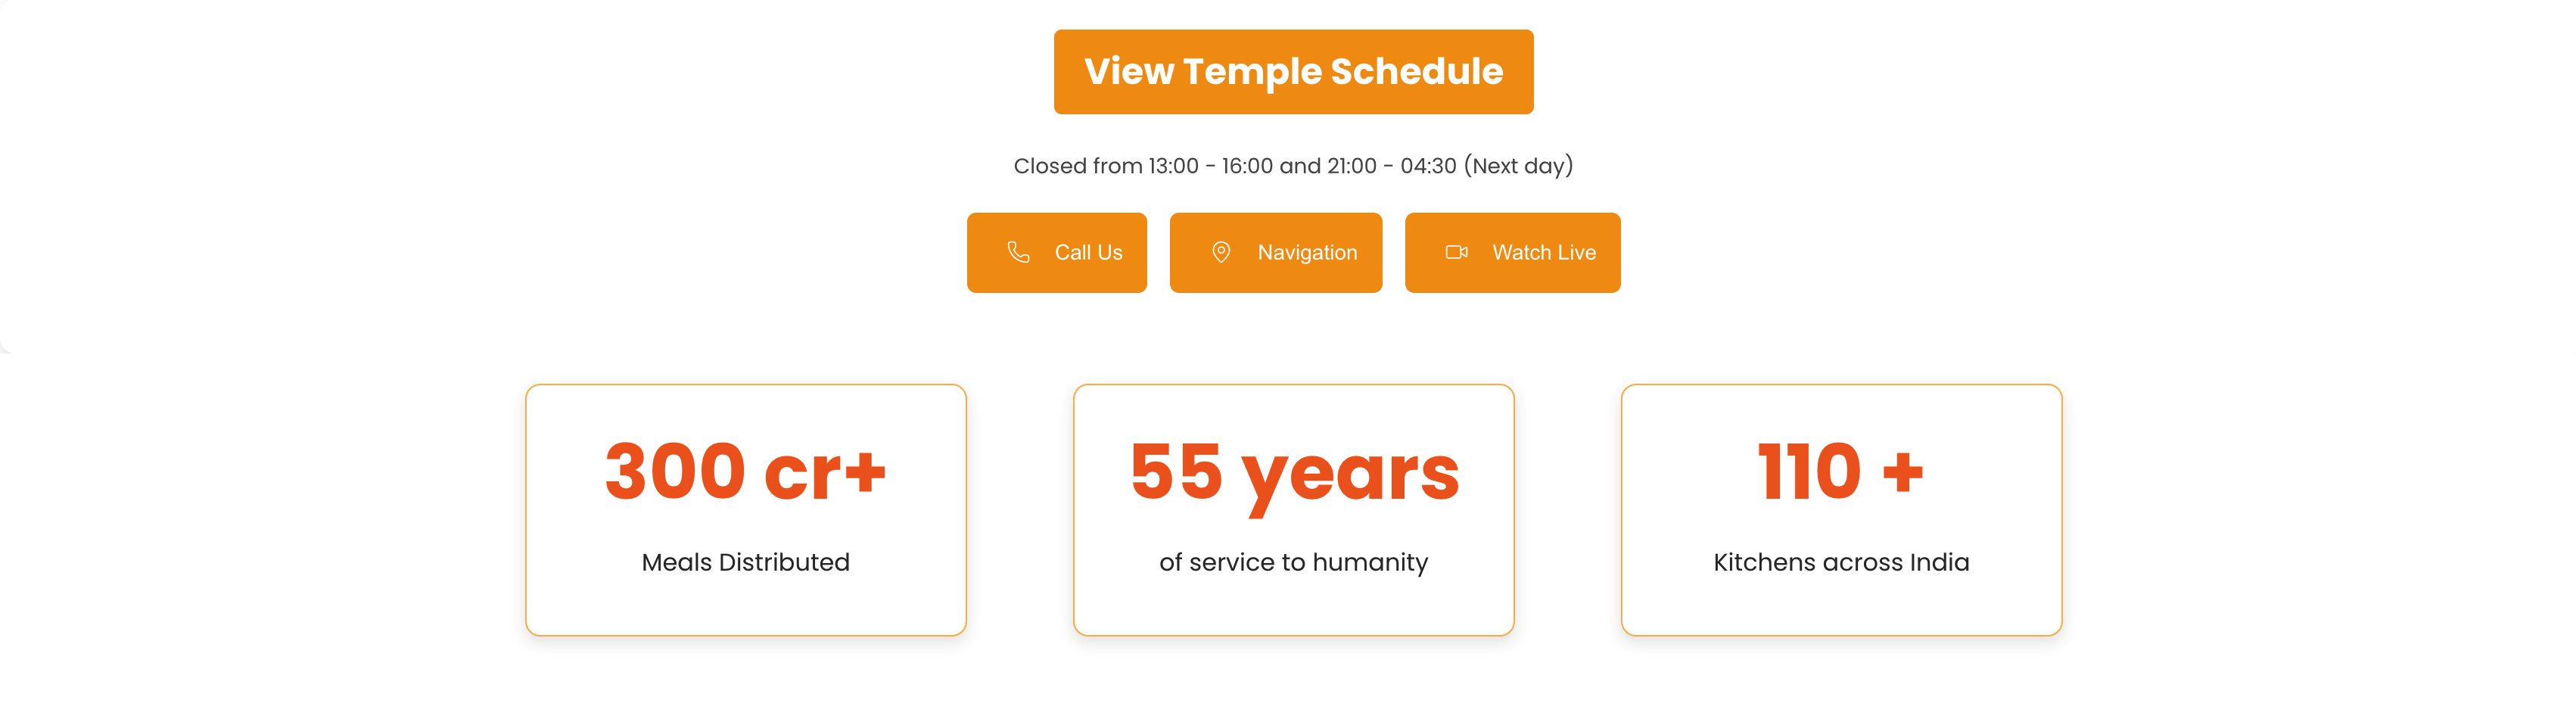 View Temple Schedule
Closed from 13:00 - 16:00 and 21:00 - 04:30 (Next day)
Call Us Navigation Watch Live
300 cr+ 55 years 110 +
Meals Distributed of service to humanity Kitchens across India